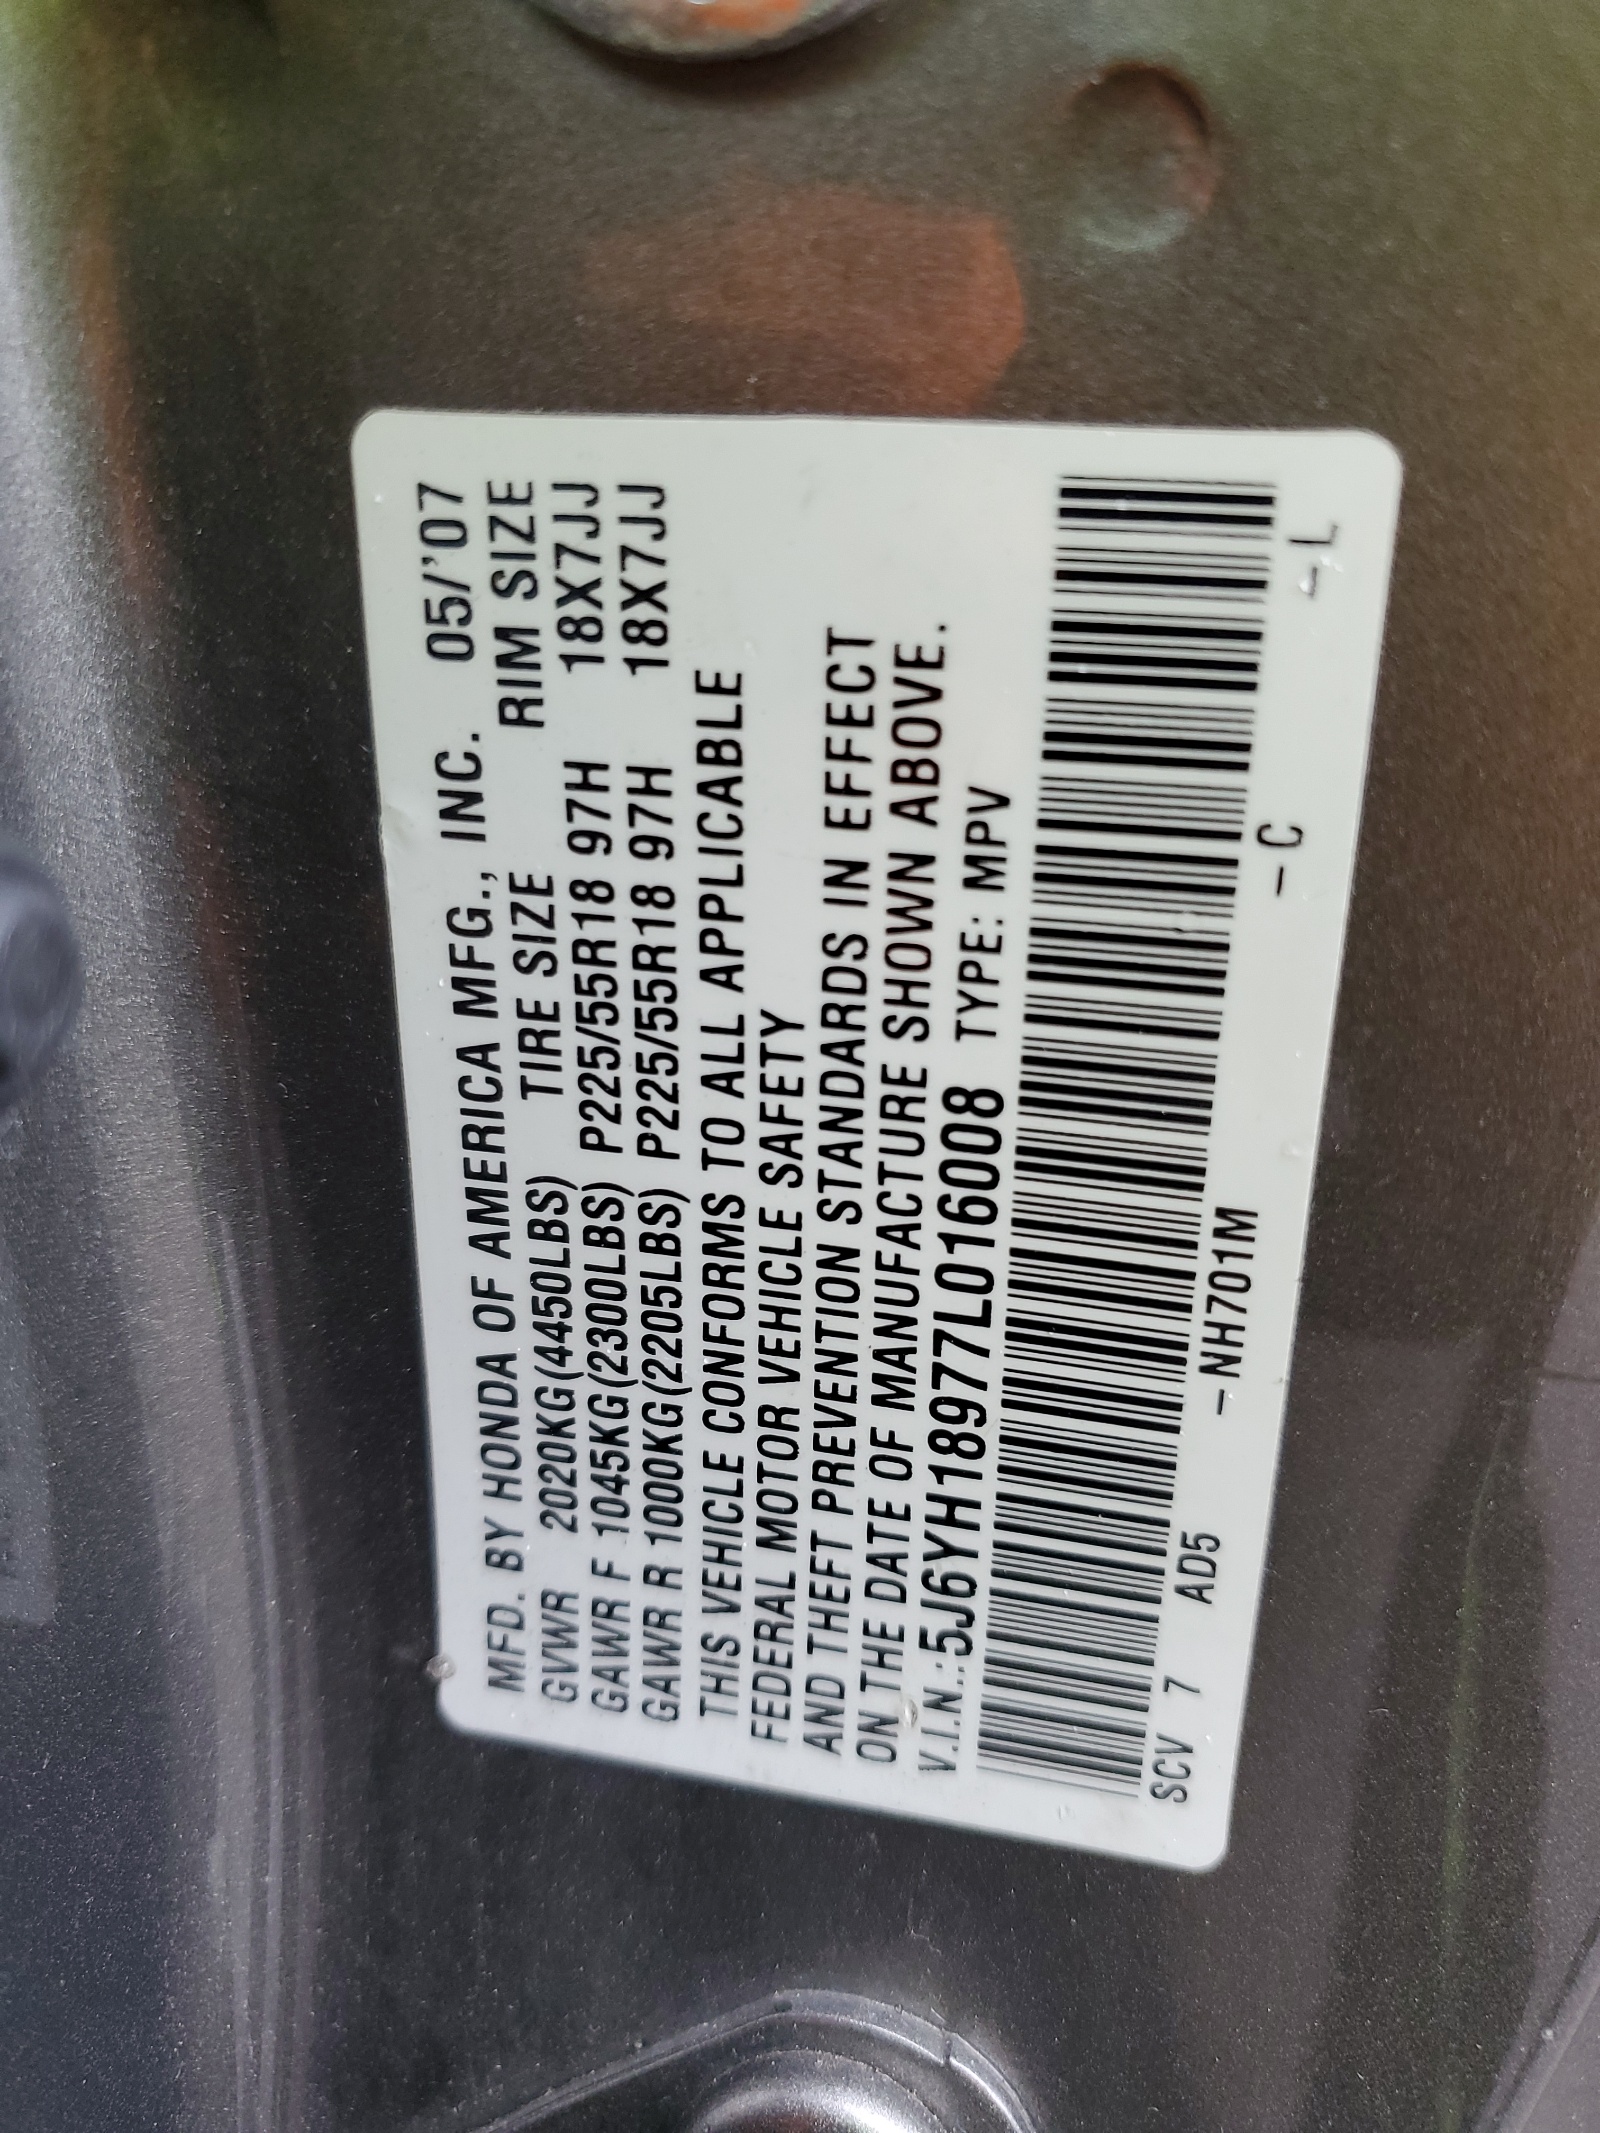 MFD. BY HONDA OF AMERICA MFG., INC. 05/'07
TIRE SIZE RIM SIZE
GVWR 2020KG(4450LBS)
GAWR F 1045KG(2300LBS) P225/55R18 97H 18X7JJ
GAWR R 1000KG(2205LBS) P225/55R18 97H 18X7JJ
THIS VEHICLE CONFORMS TO ALL APPLICABLE
FEDERAL MOTOR VEHICLE SAFETY
AND THEFT PREVENTION STANDARDS IN EFFECT
ON THE DATE OF MANUFACTURE SHOWN ABOVE.
V.I.N.:5J6YH18977L016008 TYPE: MPV
SCV 7 AD5 –NH701M –C –L